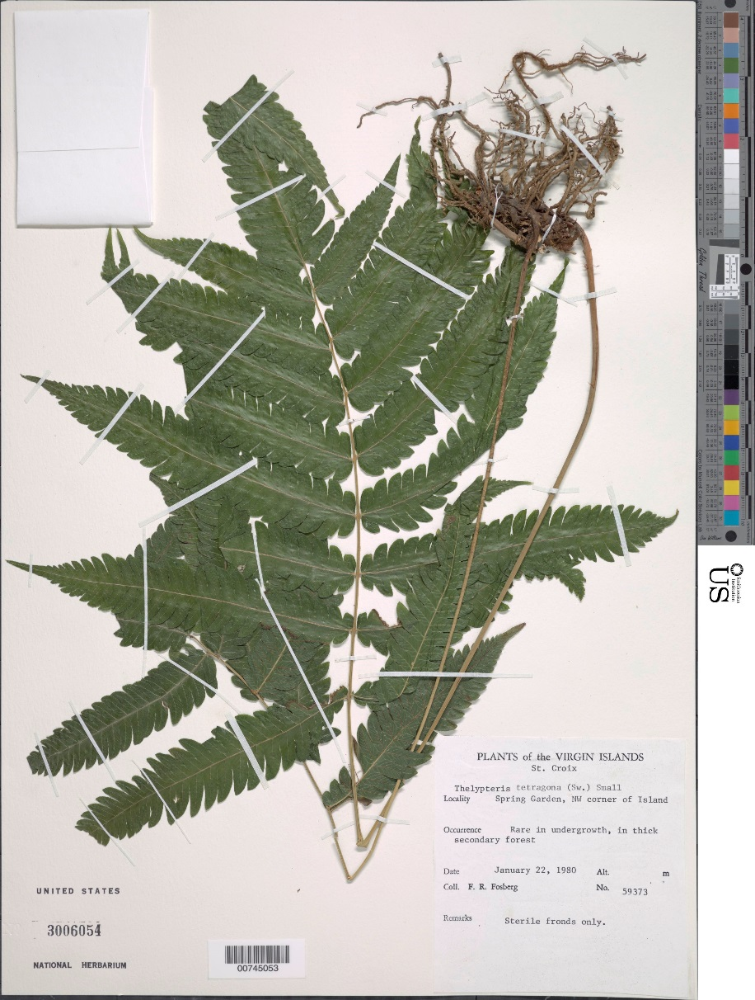 PLANTS of the VIRGIN ISLANDS
St. Croix
Thelypteris tetragona (Sw.) Small
Locality Spring Garden, NW corner of Island
Occurrence Rare in undergrowth, in thick
secondary forest
Date January 22, 1980 Alt. m
Coll. F. R. Fosberg No. 59373
Remarks Sterile fronds only.
UNITED STATES
3006054
NATIONAL HERBARIUM
00745053
Smithsonian
Institution
US
Golden Thread